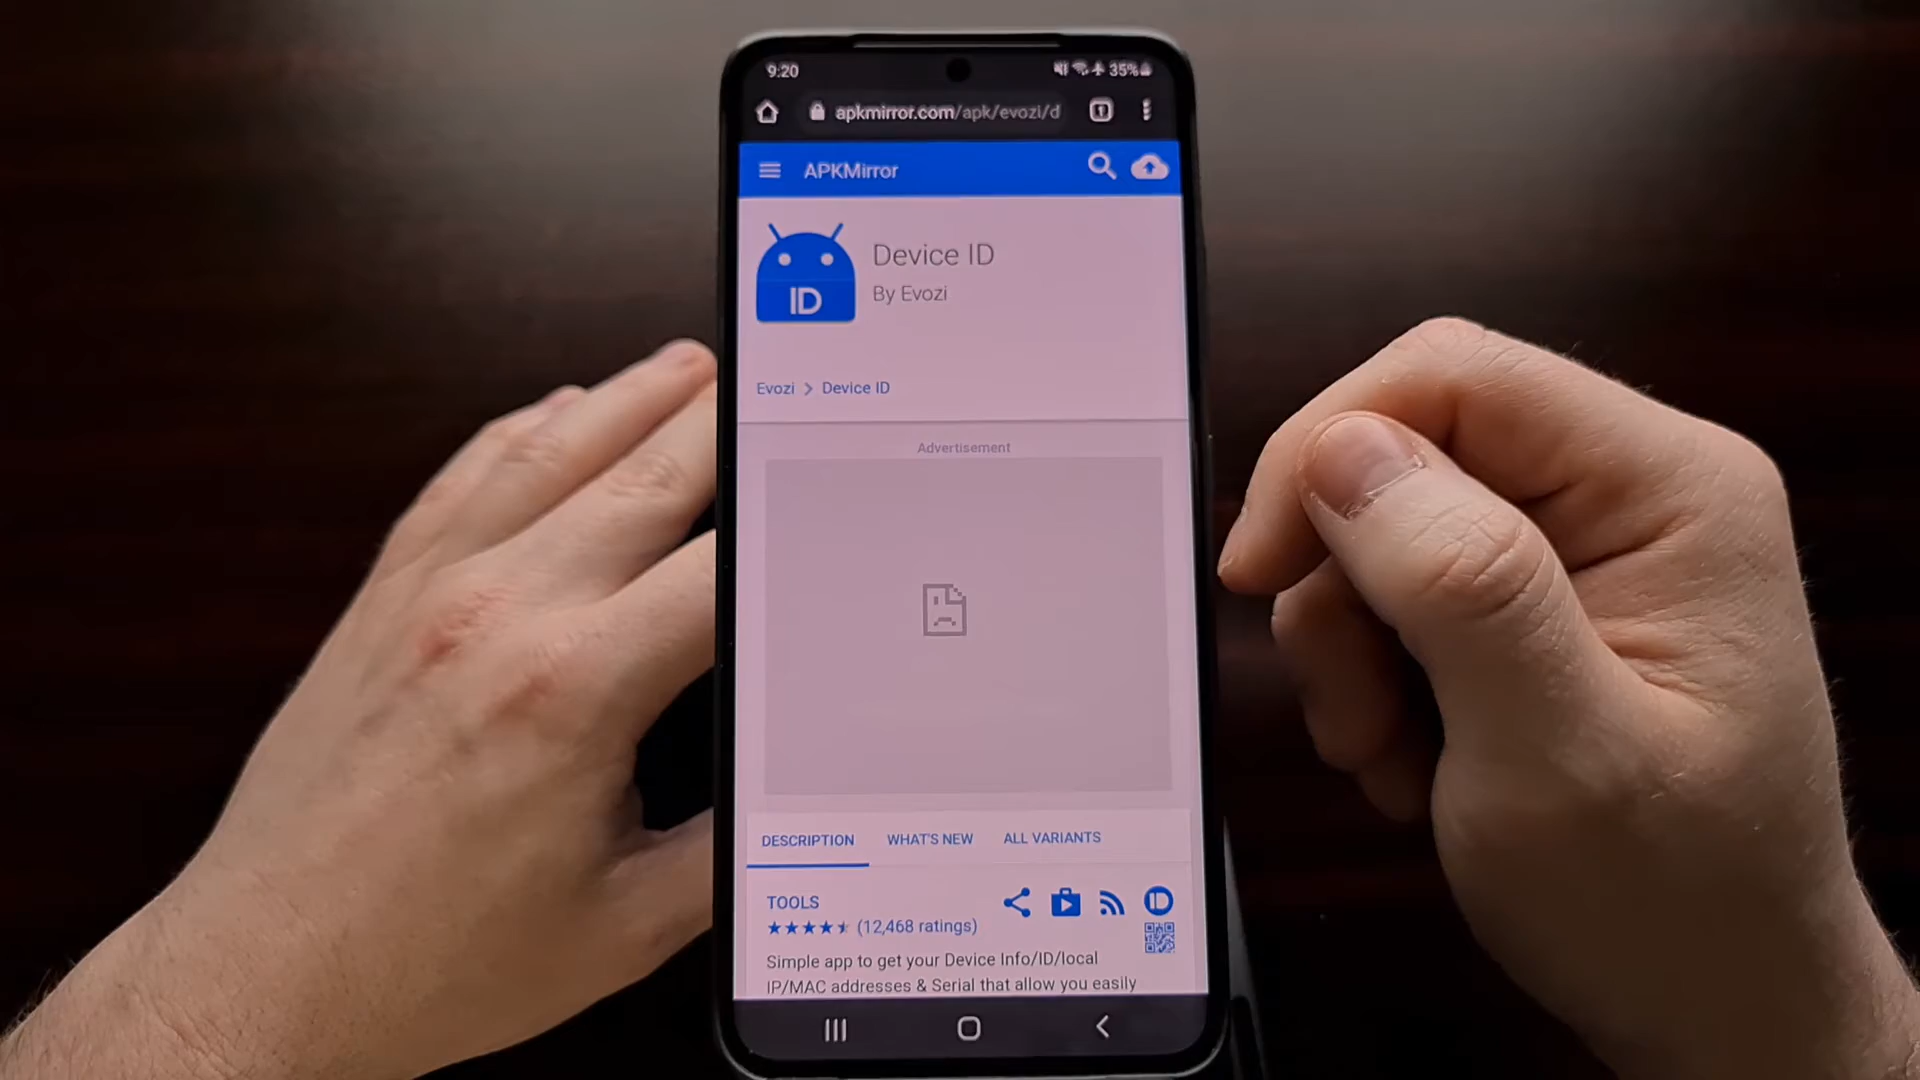 9:20
35%
apkmirror.com/apk/evozi/d
1
APKMirror
ID
Device ID
By Evozi
Evozi > Device ID
Advertisement
DESCRIPTION
WHAT'S NEW
ALL VARIANTS
TOOLS
(12,468 ratings)
Simple app to get your Device Info/ID/local
IP/MAC addresses & Serial that allow you easily